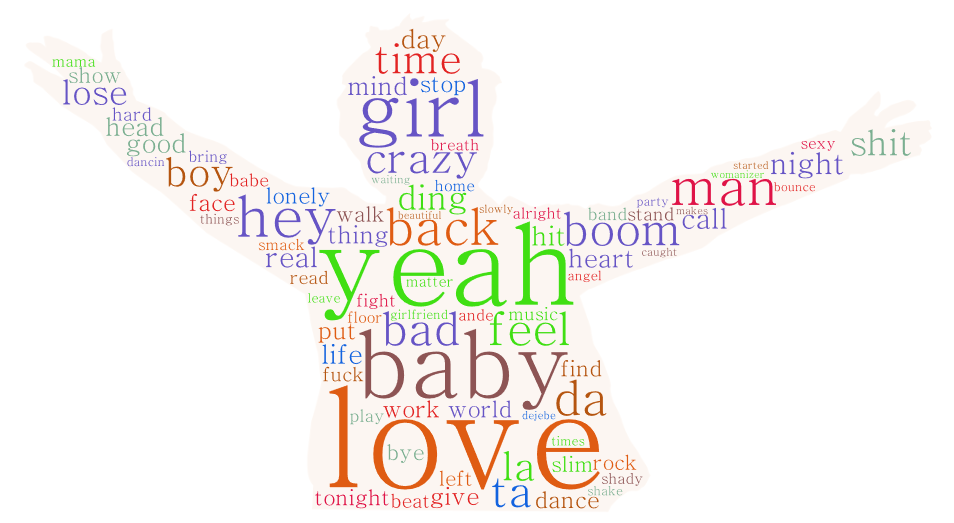 day
time
mama
show
mind stop
lose
girl
hard
head
good
breath
sexy
shit
dancin bring
crazy
started
night
boy babe
waiting
womanizer
man bounce
lonely
ding home
face
things
hey walk
beautiful
slowly
alright
party
band stand makes call
thing back hit boom
smack
real
yeah
heart caught
read
matter
angel
leave fight
floor
girlfriend ande music
put
bad feel
life
baby
find
fuck
da
play work world dejebe
love
times
bye
la slim rock
left
shady
tonight beat give ta dance shake